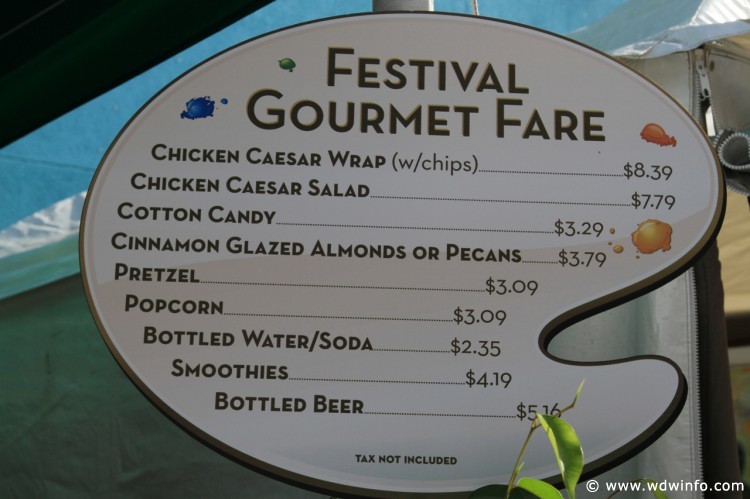 FESTIVAL
GOURMET FARE
CHICKEN CAESAR WRAP (w/chips) $8.39
CHICKEN CAESAR SALAD $7.79
COTTON CANDY $3.29
CINNAMON GLAZED ALMONDS OR PECANS $3.79
PRETZEL $3.09
POPCORN $3.09
BOTTLED WATER/SODA $2.35
SMOOTHIES $4.19
BOTTLED BEER $5.16
TAX NOT INCLUDED
© www.wdwinfo.com